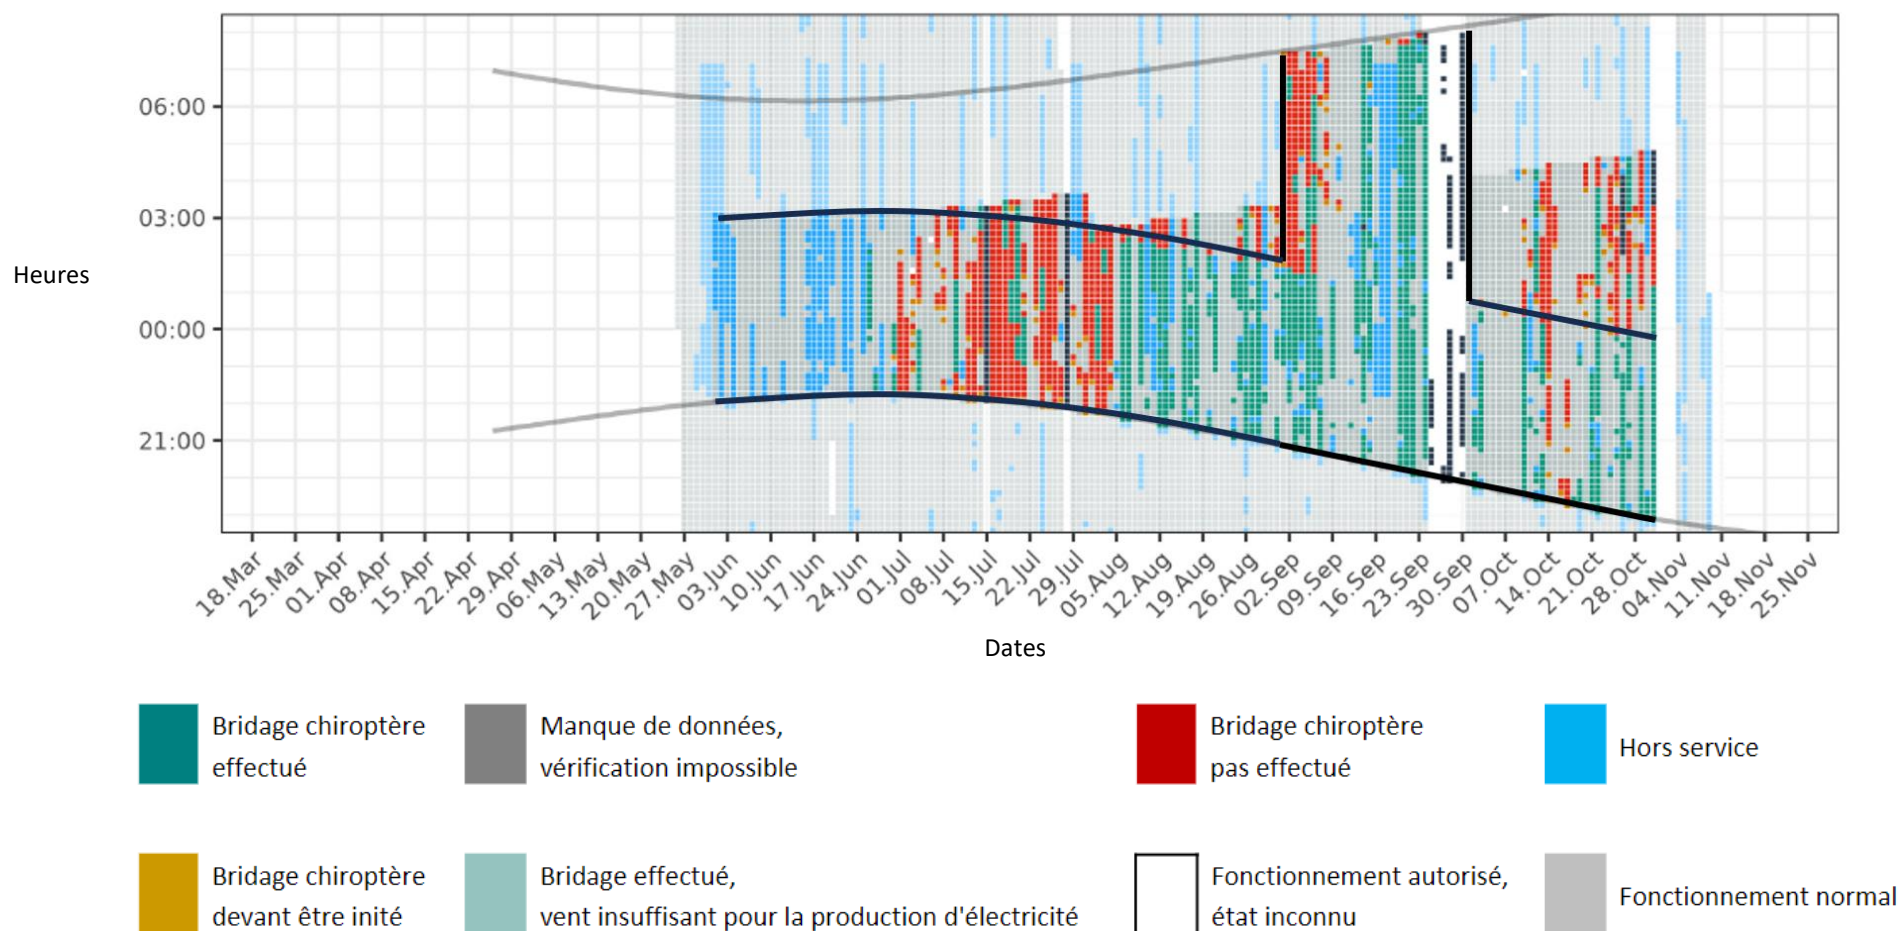 06:00
03:00
Heures
00:00
21:00
18.Mar
25.Mar
01.Apr
08.Apr
15.Apr
22.Apr
29.Apr
06.May
13.May
20.May
27.May
03.Jun
10.Jun
17.Jun
24.Jun
01.Jul
08.Jul
15.Jul
22.Jul
29.Jul
05.Aug
12.Aug
19.Aug
26.Aug
02.Sep
09.Sep
16.Sep
23.Sep
30.Sep
07.Oct
14.Oct
21.Oct
28.Oct
04.Nov
11.Nov
18.Nov
25.Nov
Dates
Bridage chiroptère
effectué
Manque de données,
vérification impossible
Bridage chiroptère
pas effectué
Hors service
Bridage chiroptère
devant être inité
Bridage effectué,
vent insuffisant pour la production d'électricité
Fonctionnement autorisé,
état inconnu
Fonctionnement normal